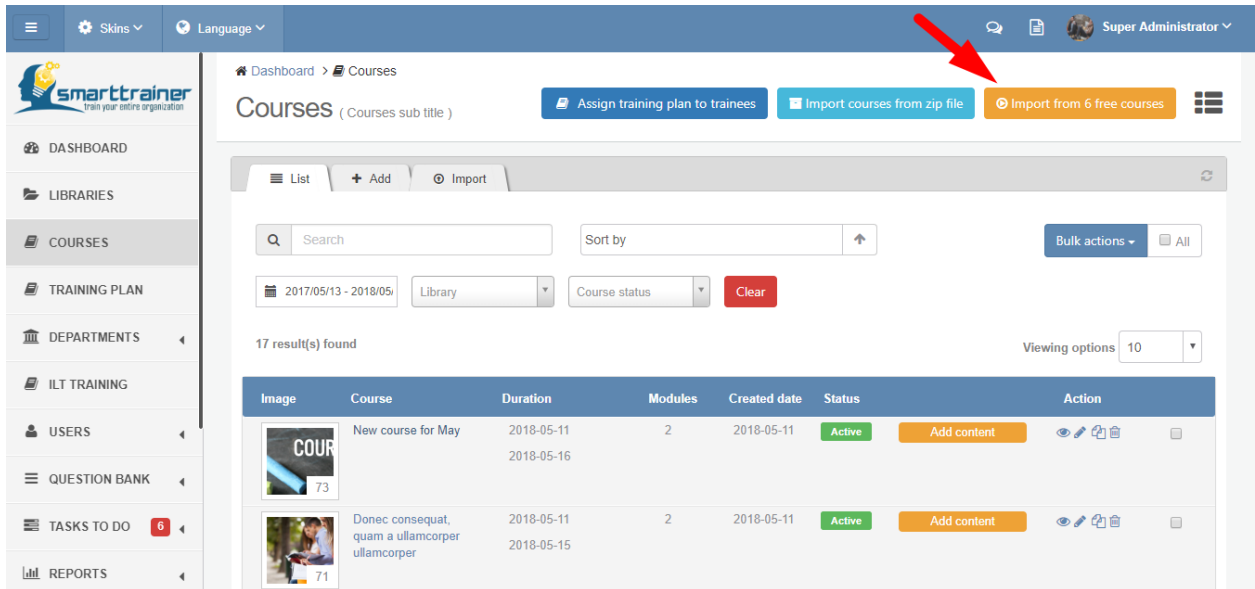 Skins
Language
Super Administrator
smarttrainer
train your entire organization
Dashboard > Courses
Courses ( Courses sub title )
Assign training plan to trainees
Import courses from zip file
Import from 6 free courses
DASHBOARD
LIBRARIES
COURSES
TRAINING PLAN
DEPARTMENTS
ILT TRAINING
USERS
QUESTION BANK
TASKS TO DO 6
REPORTS
List
Add
Import
Search
Sort by
Bulk actions
All
2017/05/13 - 2018/05/
Library
Course status
Clear
17 result(s) found
Viewing options 10
Image Course Duration Modules Created date Status Action
COUR
73
New course for May
2018-05-11
2018-05-16
2
2018-05-11
Active
Add content
71
Donec consequat,
quam a ullamcorper
ullamcorper
2018-05-11
2018-05-15
2
2018-05-11
Active
Add content